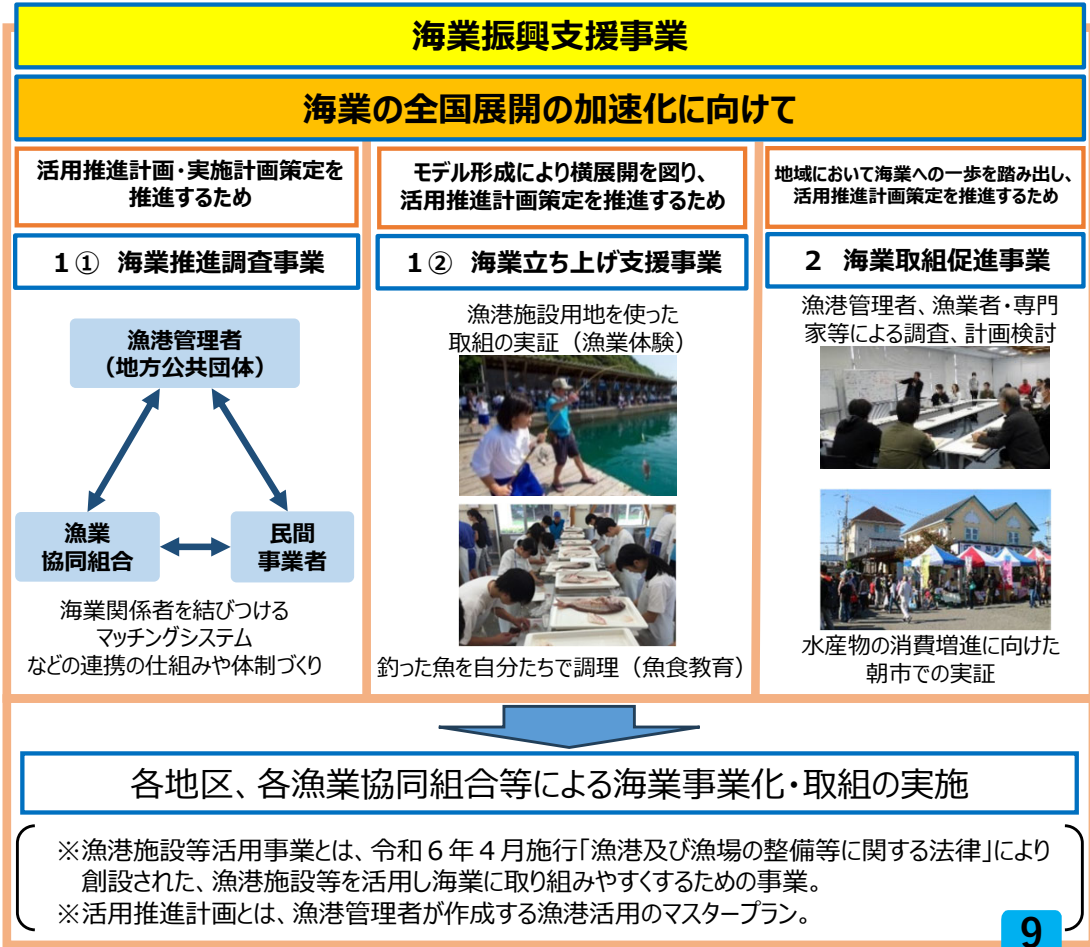 海業振興支援事業
海業の全国展開の加速化に向けて
活用推進計画・実施計画策定を
推進するため
1① 海業推進調査事業
漁港管理者
（地方公共団体）
漁業
協同組合
民間
事業者
海業関係者を結びつける
マッチングシステム
などの連携の仕組みや体制づくり
モデル形成により横展開を図り、
活用推進計画策定を推進するため
1② 海業立ち上げ支援事業
漁港施設用地を使った
取組の実証（漁業体験）
釣った魚を自分たちで調理（魚食教育）
地域において海業への一歩を踏み出し、
活用推進計画策定を推進するため
2 海業取組促進事業
漁港管理者、漁業者・専門
家等による調査、計画検討
水産物の消費増進に向けた
朝市での実証
各地区、各漁業協同組合等による海業事業化・取組の実施
※漁港施設等活用事業とは、令和６年４月施行「漁港及び漁場の整備等に関する法律」により
創設された、漁港施設等を活用し海業に取り組みやすくするための事業。
※活用推進計画とは、漁港管理者が作成する漁港活用のマスタープラン。
9